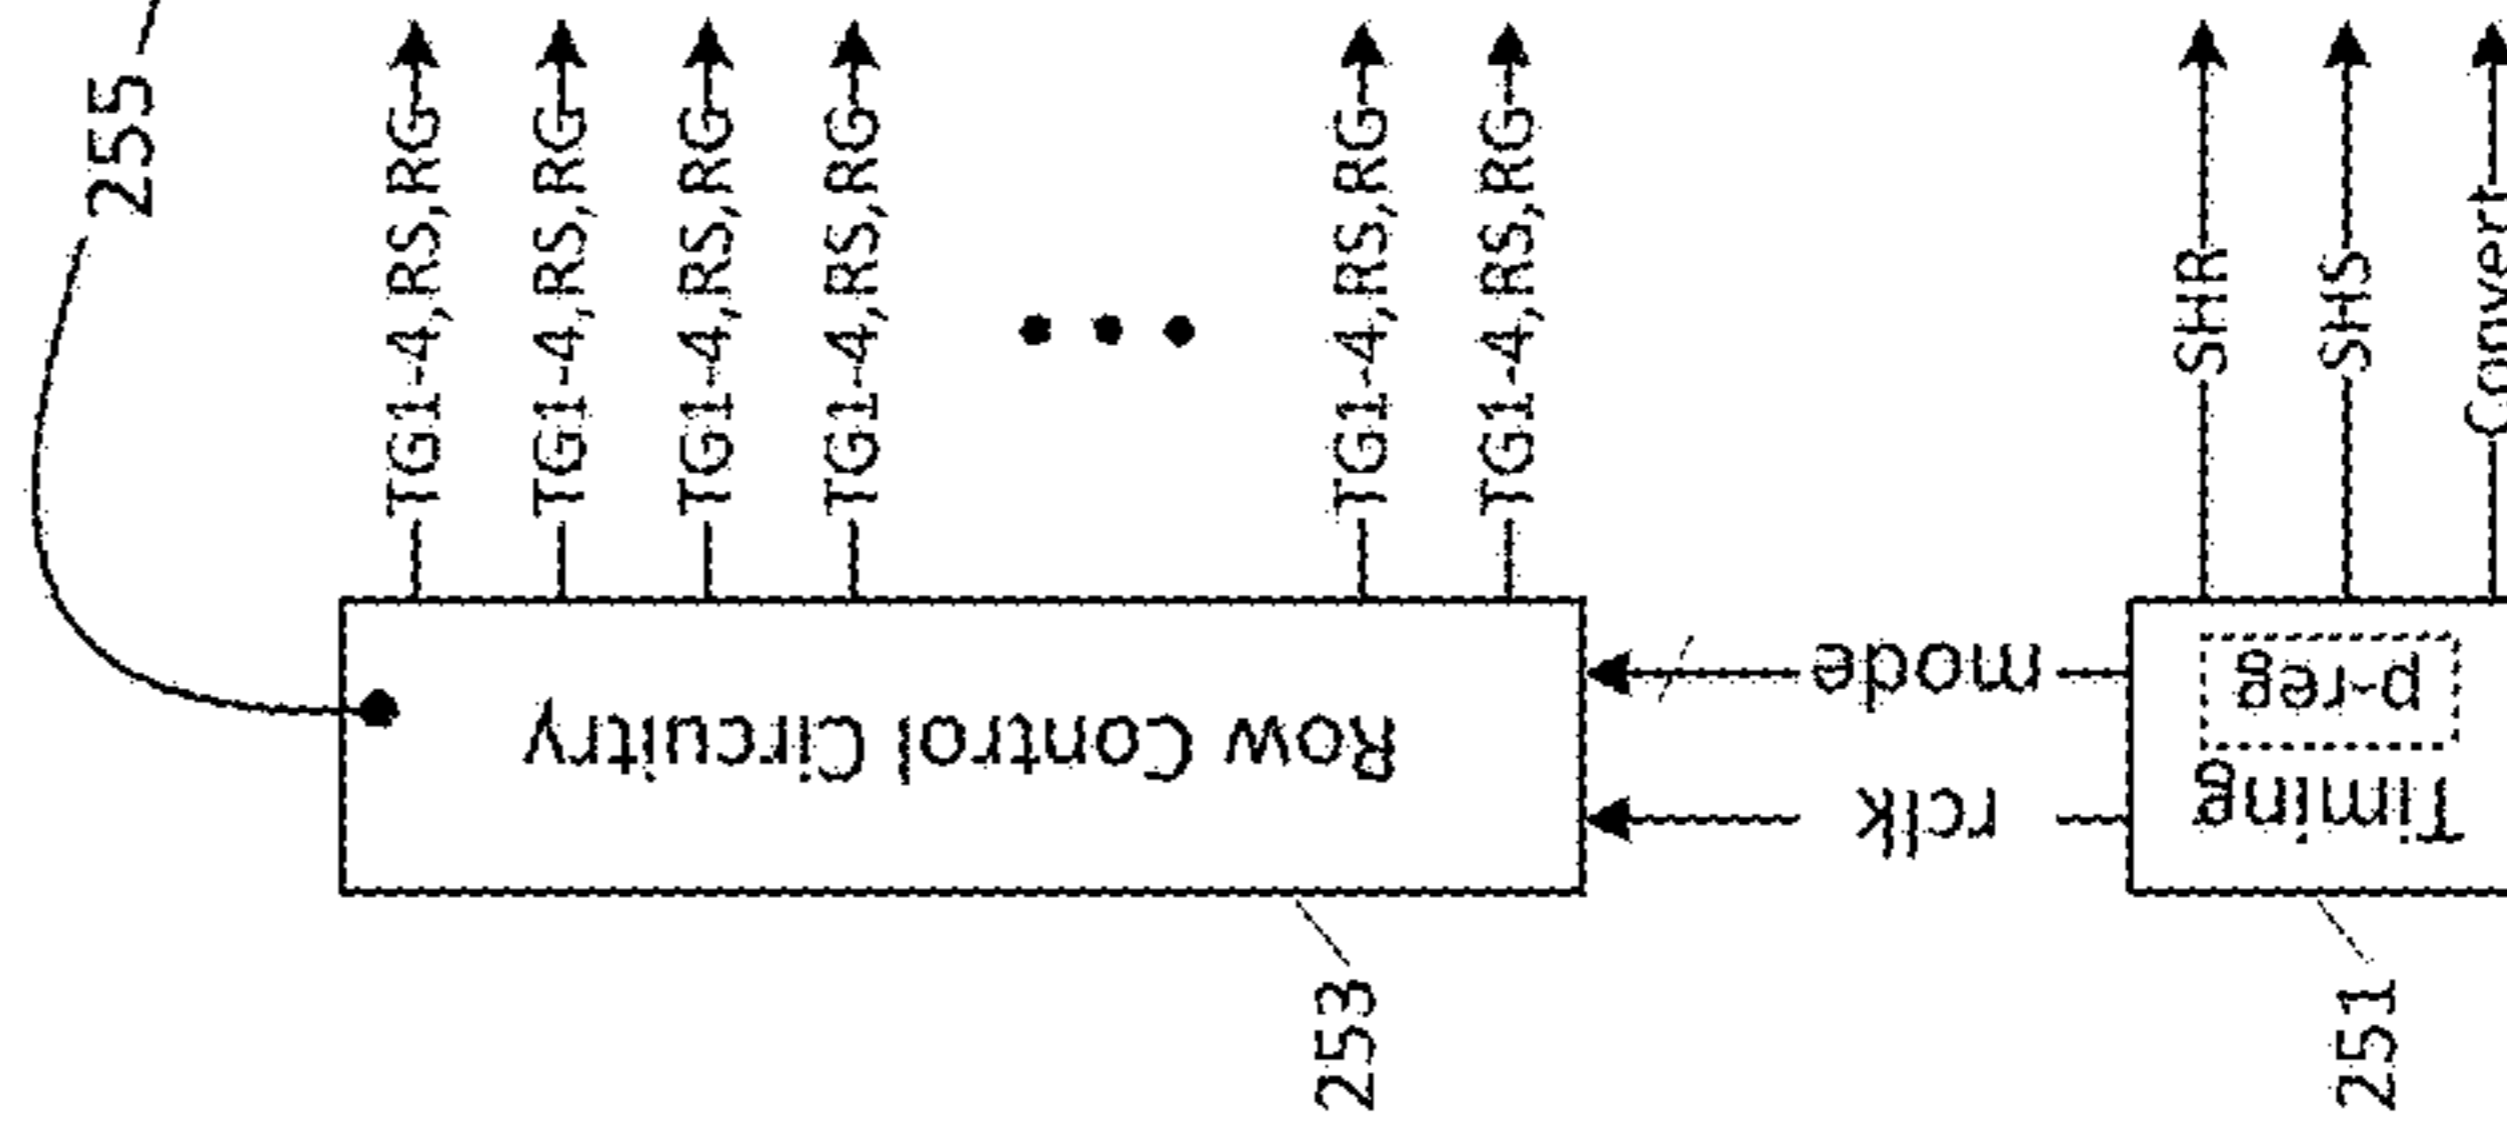 255
TG1-4,RS,RG
TG1-4,RS,RG
TG1-4,RS,RG
TG1-4,RS,RG
TG1-4,RS,RG
TG1-4,RS,RG
Row Control Circuitry
253
mode
rclk
SHR
SHS
Convert
Timing
p-reg
251